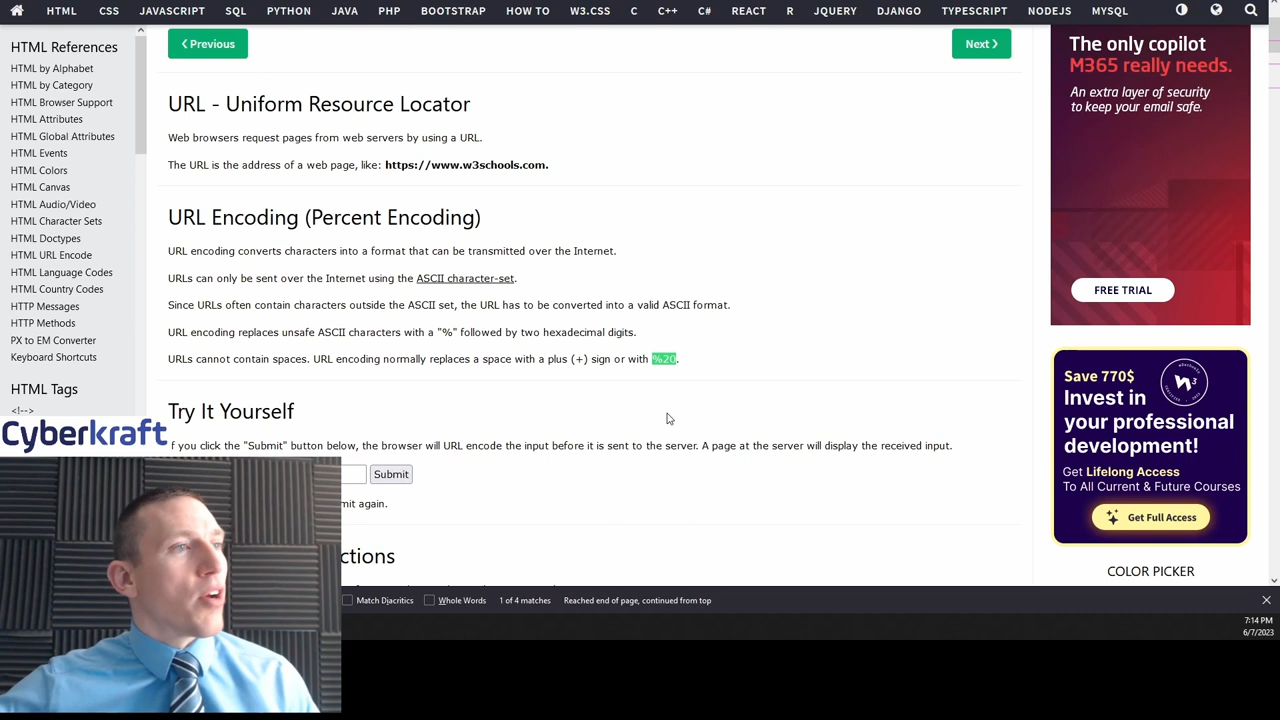 HTML CSS JAVASCRIPT SQL PYTHON JAVA PHP BOOTSTRAP HOW TO W3.CSS C C++ C# REACT R JQUERY DJANGO TYPESCRIPT NODEJS MYSQL
HTML References
HTML by Alphabet
HTML by Category
HTML Browser Support
HTML Attributes
HTML Global Attributes
HTML Events
HTML Colors
HTML Canvas
HTML Audio/Video
HTML Character Sets
HTML Doctypes
HTML URL Encode
HTML Language Codes
HTML Country Codes
HTTP Messages
HTTP Methods
PX to EM Converter
Keyboard Shortcuts
HTML Tags
<!-->
❮ Previous
Next ❯
URL - Uniform Resource Locator
Web browsers request pages from web servers by using a URL.
The URL is the address of a web page, like: https://www.w3schools.com.
URL Encoding (Percent Encoding)
URL encoding converts characters into a format that can be transmitted over the Internet.
URLs can only be sent over the Internet using the ASCII character-set.
Since URLs often contain characters outside the ASCII set, the URL has to be converted into a valid ASCII format.
URL encoding replaces unsafe ASCII characters with a "%" followed by two hexadecimal digits.
URLs cannot contain spaces. URL encoding normally replaces a space with a plus (+) sign or with %20.
Try It Yourself
f you click the "Submit" button below, the browser will URL encode the input before it is sent to the server. A page at the server will display the received input.
Submit
mit again.
ctions
The only copilot
M365 really needs.
An extra layer of security
to keep your email safe.
FREE TRIAL
Save 770$
Invest in
your professional
development!
Get Lifelong Access
To All Current & Future Courses
Get Full Access
COLOR PICKER
Cyberkraft
Match Diacritics Whole Words 1 of 4 matches Reached end of page, continued from top
7:14 PM
6/7/2023